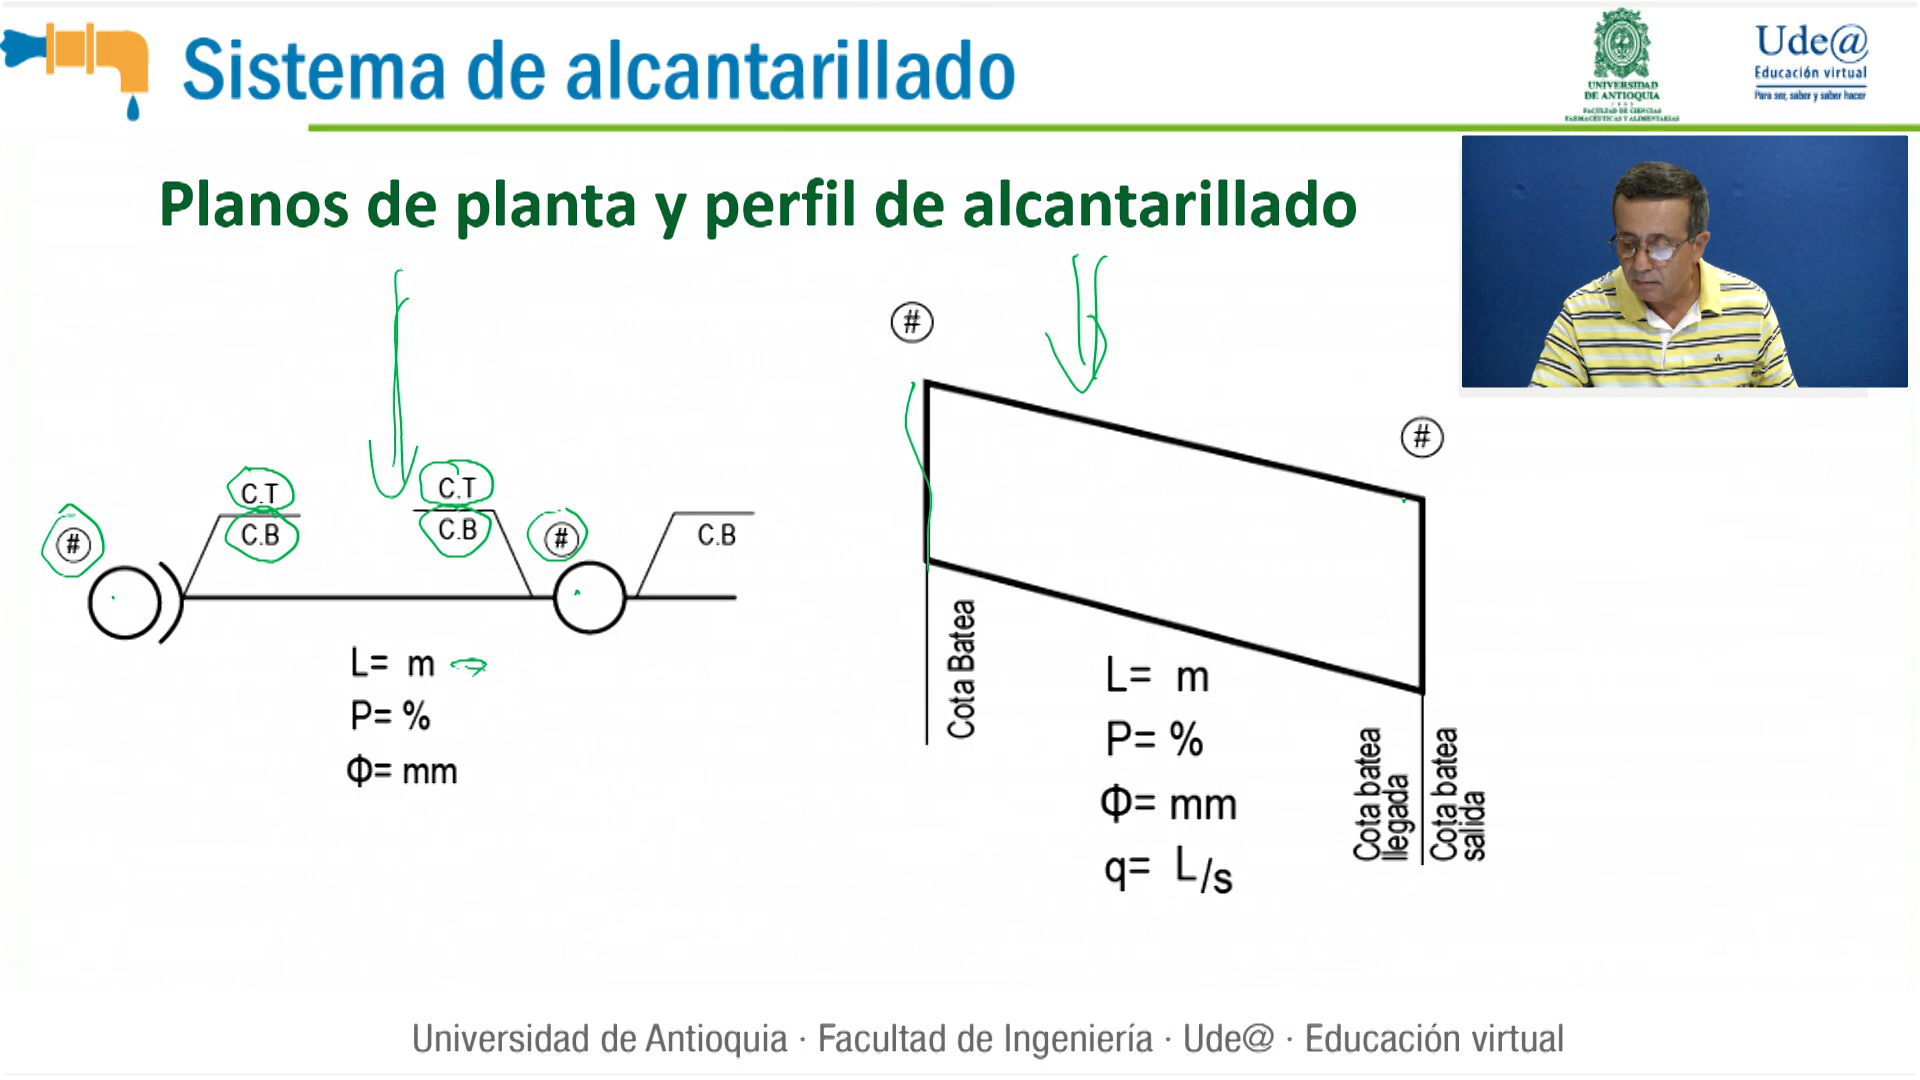 Sistema de alcantarillado
UNIVERSIDAD
DE ANTIOQUIA
1803
FACULTAD DE CIENCIAS
FARMACÉUTICAS Y ALIMENTARIAS
Ude@
Educación virtual
Para ser, saber y saber hacer
Planos de planta y perfil de alcantarillado
#
C.T
C.B
C.T
C.B
#
C.B
L= m
P= %
Φ= mm
#
#
Cota Batea
L= m
P= %
Φ= mm
q= L/s
Cota batea
llegada
Cota batea
salida
Universidad de Antioquia · Facultad de Ingeniería · Ude@ · Educación virtual